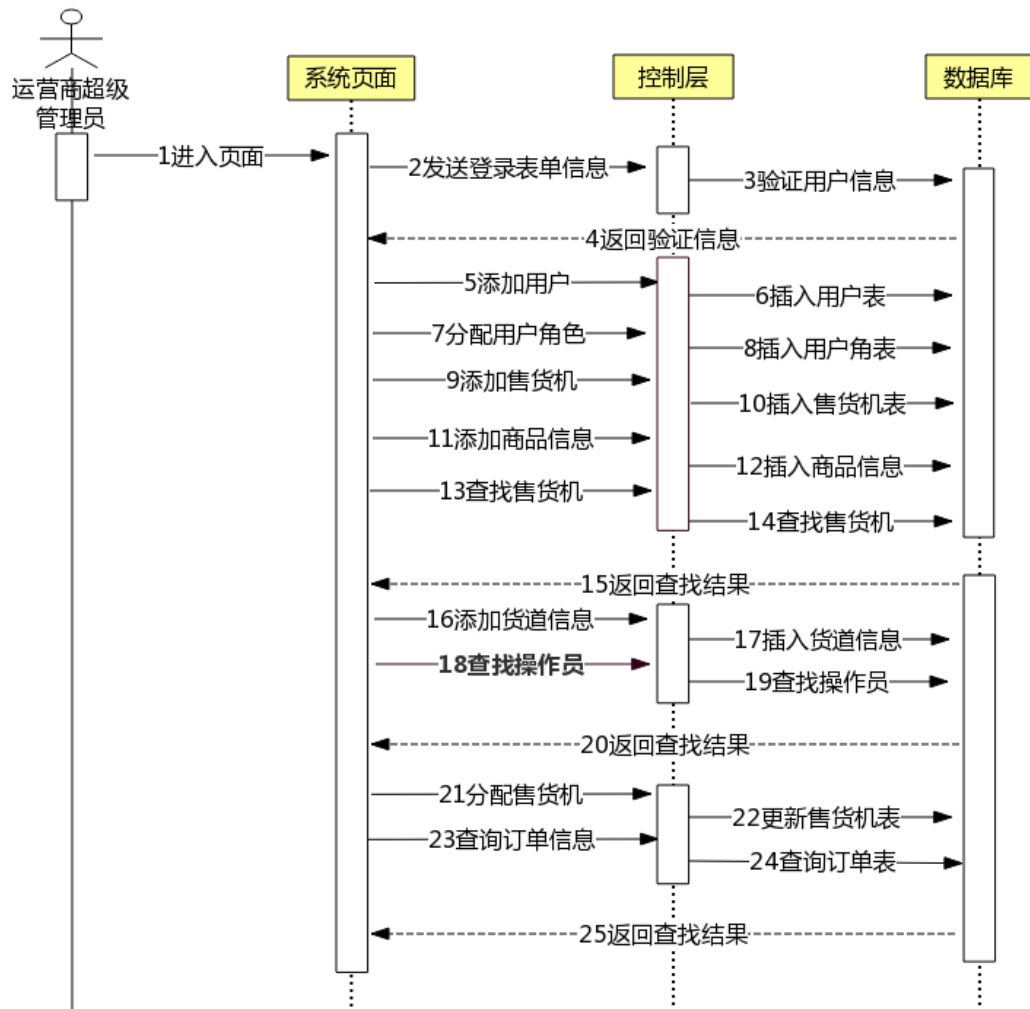 运营商超级
管理员
系统页面
控制层
数据库
1进入页面
2发送登录表单信息
3验证用户信息
4返回验证信息
5添加用户
6插入用户表
7分配用户角色
8插入用户角表
9添加售货机
10插入售货机表
11添加商品信息
12插入商品信息
13查找售货机
14查找售货机
15返回查找结果
16添加货道信息
17插入货道信息
18查找操作员
19查找操作员
20返回查找结果
21分配售货机
22更新售货机表
23查询订单信息
24查询订单表
25返回查找结果